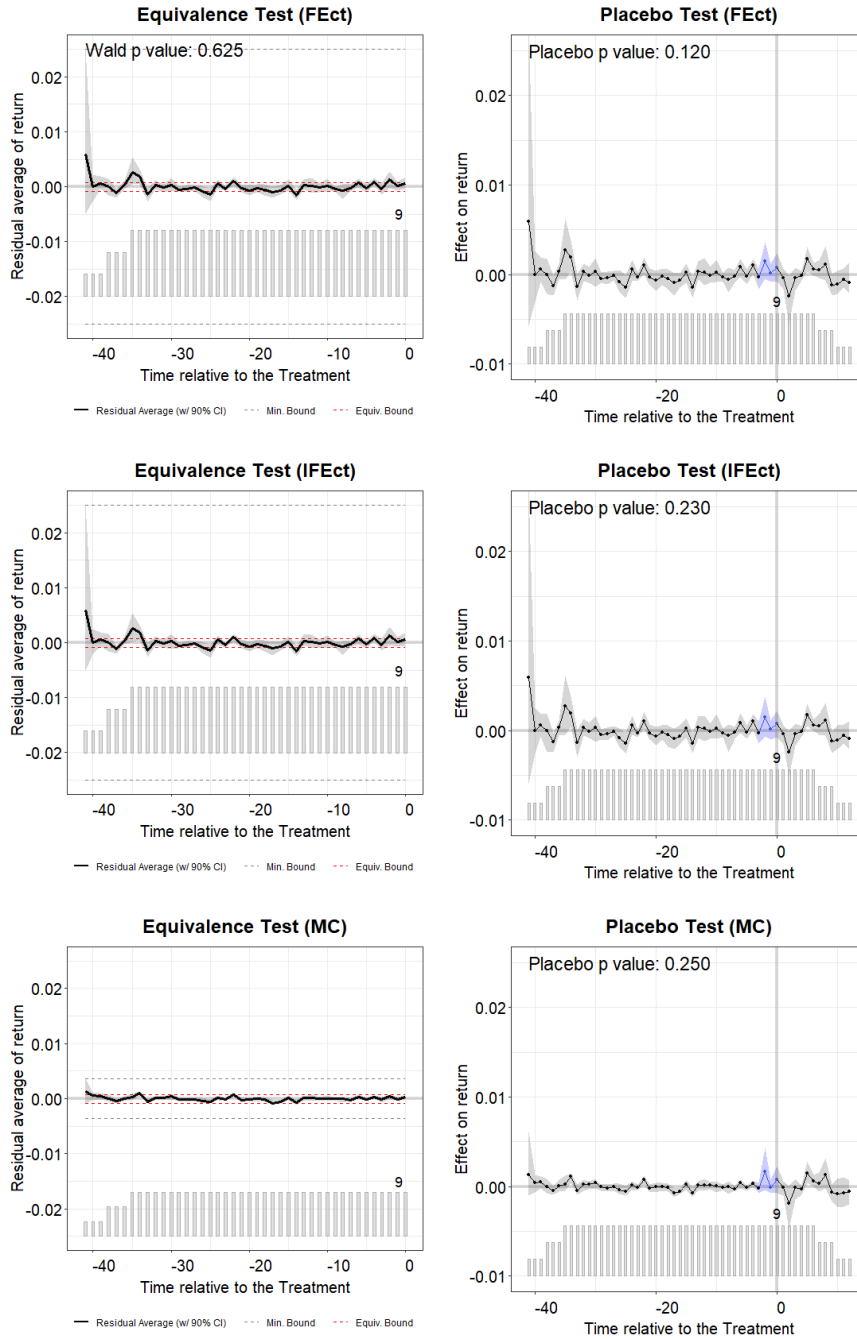 Equivalence Test (FEct)
Wald p value: 0.625
Residual average of return
0.02
0.01
0.00
-0.01
-0.02
9
-40 -30 -20 -10 0
Time relative to the Treatment
Residual Average (w/ 90% CI) Min. Bound Equiv. Bound
Placebo Test (FEct)
Placebo p value: 0.120
Effect on return
0.02
0.01
0.00
-0.01
9
-40 -20 0
Time relative to the Treatment
Equivalence Test (IFEct)
Residual average of return
0.02
0.01
0.00
-0.01
-0.02
9
-40 -30 -20 -10 0
Time relative to the Treatment
Residual Average (w/ 90% CI) Min. Bound Equiv. Bound
Placebo Test (IFEct)
Placebo p value: 0.230
Effect on return
0.02
0.01
0.00
-0.01
9
-40 -20 0
Time relative to the Treatment
Equivalence Test (MC)
Residual average of return
0.02
0.01
0.00
-0.01
-0.02
9
-40 -30 -20 -10 0
Time relative to the Treatment
Residual Average (w/ 90% CI) Min. Bound Equiv. Bound
Placebo Test (MC)
Placebo p value: 0.250
Effect on return
0.02
0.01
0.00
-0.01
9
-40 -20 0
Time relative to the Treatment